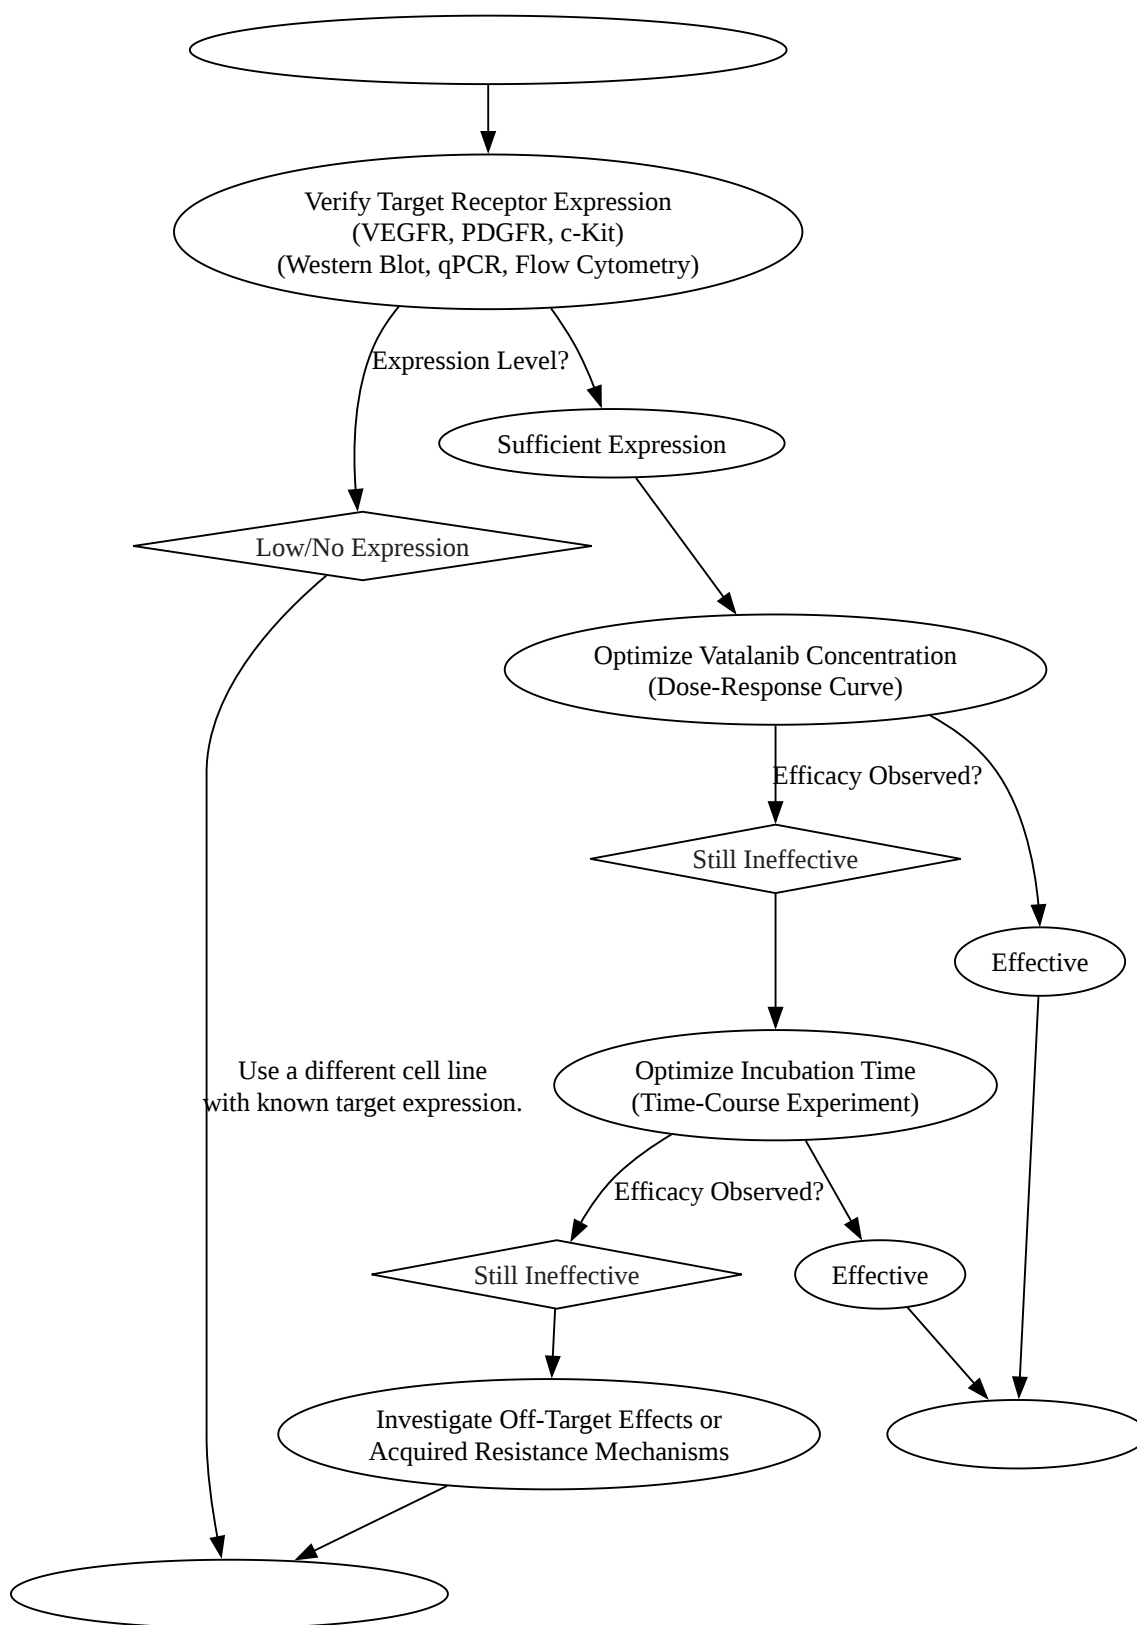 Verify Target Receptor Expression
(VEGFR, PDGFR, c-Kit)
(Western Blot, qPCR, Flow Cytometry)
Expression Level?
Sufficient Expression
Low/No Expression
Optimize Vatalanib Concentration
(Dose-Response Curve)
Efficacy Observed?
Still Ineffective
Effective
Use a different cell line
with known target expression.
Optimize Incubation Time
(Time-Course Experiment)
Efficacy Observed?
Still Ineffective
Effective
Investigate Off-Target Effects or
Acquired Resistance Mechanisms